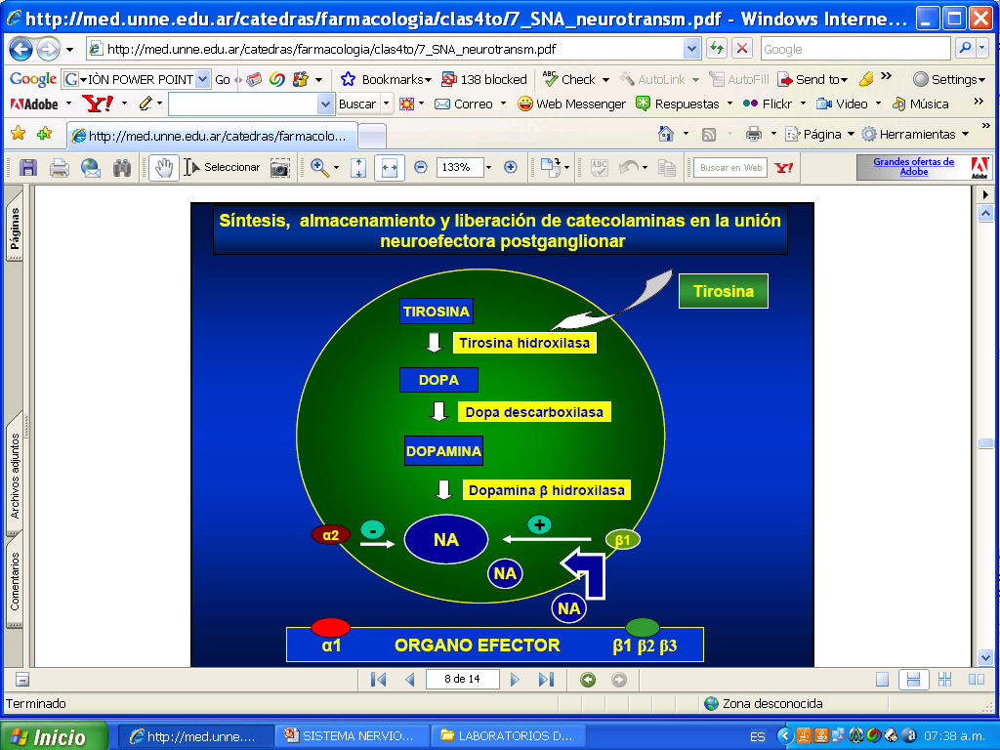 http://med.unne.edu.ar/catedras/farmacologia/clas4to/7_SNA_neurotransm.pdf - Windows Interne...
http://med.unne.edu.ar/catedras/farmacologia/clas4to/7_SNA_neurotransm.pdf
Google
Google G IÓN POWER POINT Go Bookmarks 138 blocked Check AutoLink AutoFill Send to Settings
Adobe Y! Buscar Correo Web Messenger Respuestas Flickr Video Música
http://med.unne.edu.ar/catedras/farmacolo... Página Herramientas
Seleccionar 133% Buscar en Web Y! Grandes ofertas de Adobe Adobe
Páginas
Archivos adjuntos
Comentarios
Síntesis, almacenamiento y liberación de catecolaminas en la unión
neuroefectora postganglionar
Tirosina
TIROSINA
Tirosina hidroxilasa
DOPA
Dopa descarboxilasa
DOPAMINA
Dopamina β hidroxilasa
α2 - NA + β1
NA
NA
α1 ORGANO EFECTOR β1 β2 β3
8 de 14
Terminado Zona desconocida
Inicio http://med.unne.... SISTEMA NERVIO... LABORATORIOS D... ES 07:38 a.m.